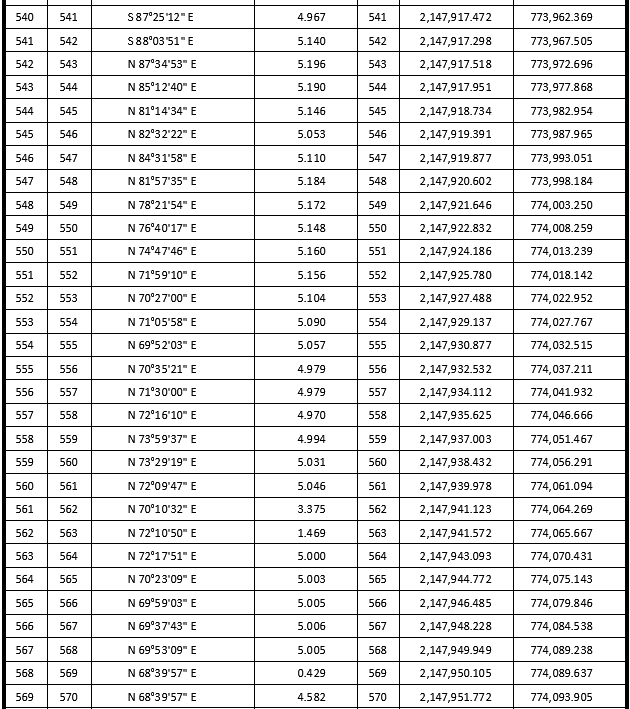 540 541 S 87°25'12" E 4.967 541 2,147,917.472 773,962.369
541 542 S 88°03'51" E 5.140 542 2,147,917.298 773,967.505
542 543 N 87°34'53" E 5.196 543 2,147,917.518 773,972.696
543 544 N 85°12'40" E 5.190 544 2,147,917.951 773,977.868
544 545 N 81°14'34" E 5.146 545 2,147,918.734 773,982.954
545 546 N 82°32'22" E 5.053 546 2,147,919.391 773,987.965
546 547 N 84°31'58" E 5.110 547 2,147,919.877 773,993.051
547 548 N 81°57'35" E 5.184 548 2,147,920.602 773,998.184
548 549 N 78°21'54" E 5.172 549 2,147,921.646 774,003.250
549 550 N 76°40'17" E 5.148 550 2,147,922.832 774,008.259
550 551 N 74°47'46" E 5.160 551 2,147,924.186 774,013.239
551 552 N 71°59'10" E 5.156 552 2,147,925.780 774,018.142
552 553 N 70°27'00" E 5.104 553 2,147,927.488 774,022.952
553 554 N 71°05'58" E 5.090 554 2,147,929.137 774,027.767
554 555 N 69°52'03" E 5.057 555 2,147,930.877 774,032.515
555 556 N 70°35'21" E 4.979 556 2,147,932.532 774,037.211
556 557 N 71°30'00" E 4.979 557 2,147,934.112 774,041.932
557 558 N 72°16'10" E 4.970 558 2,147,935.625 774,046.666
558 559 N 73°59'37" E 4.994 559 2,147,937.003 774,051.467
559 560 N 73°29'19" E 5.031 560 2,147,938.432 774,056.291
560 561 N 72°09'47" E 5.046 561 2,147,939.978 774,061.094
561 562 N 70°10'32" E 3.375 562 2,147,941.123 774,064.269
562 563 N 72°10'50" E 1.469 563 2,147,941.572 774,065.667
563 564 N 72°17'51" E 5.000 564 2,147,943.093 774,070.431
564 565 N 70°23'09" E 5.003 565 2,147,944.772 774,075.143
565 566 N 69°59'03" E 5.005 566 2,147,946.485 774,079.846
566 567 N 69°37'43" E 5.006 567 2,147,948.228 774,084.538
567 568 N 69°53'09" E 5.005 568 2,147,949.949 774,089.238
568 569 N 68°39'57" E 0.429 569 2,147,950.105 774,089.637
569 570 N 68°39'57" E 4.582 570 2,147,951.772 774,093.905